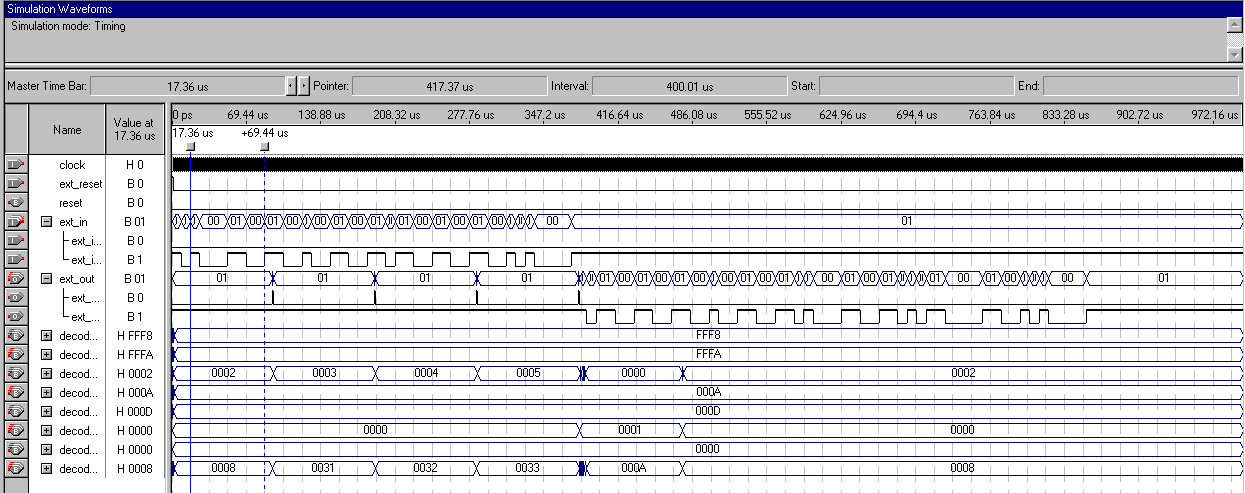 Simulation Waveforms
Simulation mode: Timing
Master Time Bar: 17.36 us Pointer: 417.37 us Interval: 400.01 us Start: End:
Name Value at 17.36 us 0 ps 69.44 us 138.88 us 208.32 us 277.76 us 347.2 us 416.64 us 486.08 us 555.52 us 624.96 us 694.4 us 763.84 us 833.28 us 902.72 us 972.16 us
17.36 us +69.44 us
clock H 0
ext_reset B 0
reset B 0
ext_in B 01 00 01 00 01 00 01 00 01 00 01 00 01 00 01 00 00 01
ext_i... B 0
ext_i... B 1
ext_out B 01 01 01 01 01 01 00 01 00 01 00 01 00 01 00 01 00 01 00 01 00 01 00 01 00 01
ext_... B 0
ext_... B 1
decod... H FFF8 FFF8
decod... H FFFA FFFA
decod... H 0002 0002 0003 0004 0005 0000 0002
decod... H 000A 000A
decod... H 000D 000D
decod... H 0000 0000 0001 0000
decod... H 0000 0000
decod... H 0008 0008 0031 0032 0033 000A 0008